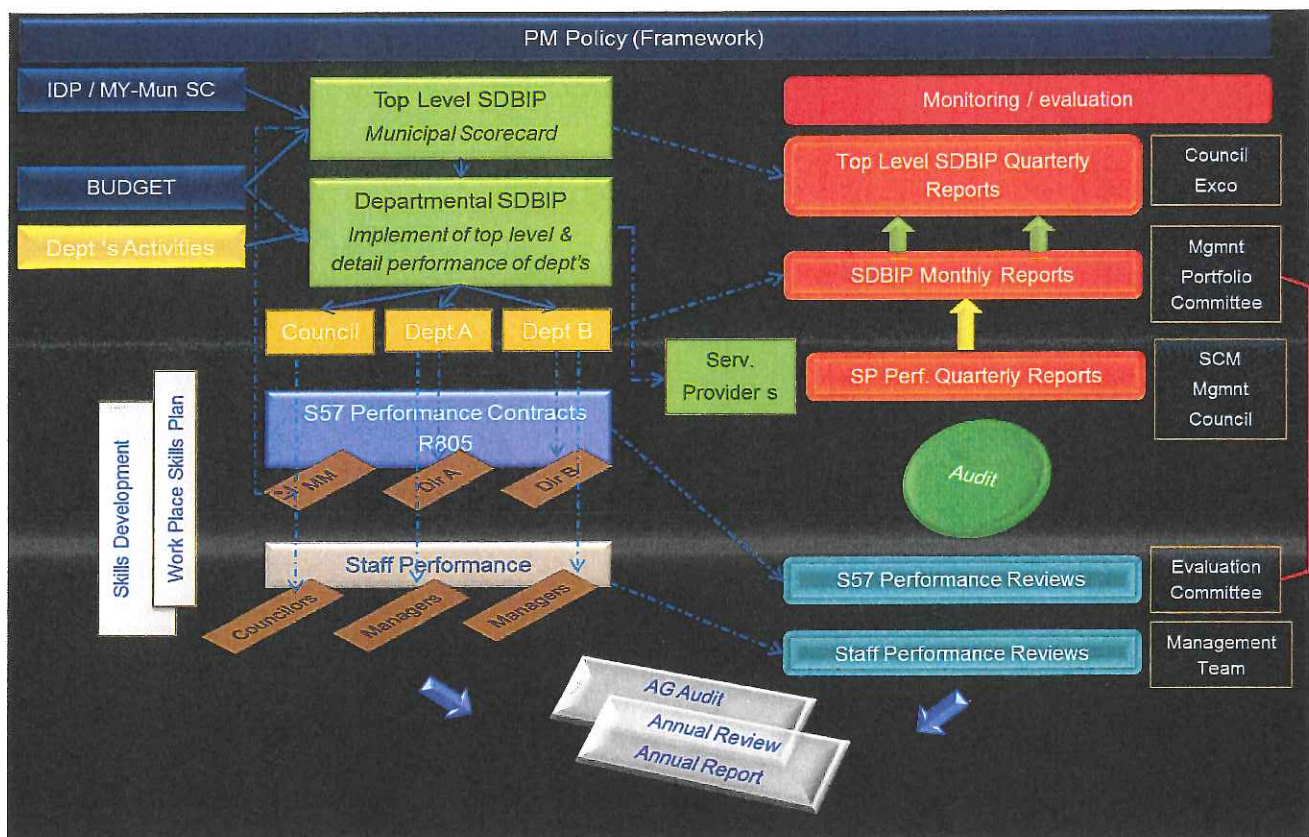 PM Policy (Framework)
IDP / MY-Mun SC
BUDGET
Dept 's Activities
Top Level SDBIP
Municipal Scorecard
Departmental SDBIP
Implement of top level &
detail performance of dept's
Council
Dept A
Dept B
Serv.
Provider s
S57 Performance Contracts
R805
MM
Dir A
Dir B
Staff Performance
Councilors
Managers
Managers
Skills Development
Work Place Skills Plan
Monitoring / evaluation
Top Level SDBIP Quarterly
Reports
Council
Exco
SDBIP Monthly Reports
Mgmnt
Portfolio
Committee
SP Perf. Quarterly Reports
SCM
Mgmnt
Council
Audit
S57 Performance Reviews
Evaluation
Committee
Staff Performance Reviews
Management
Team
AG Audit
Annual Review
Annual Report